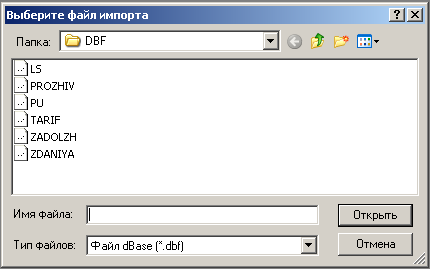 Выберите файл импорта
Папка: DBF
LS
PROZHIV
PU
TARIF
ZADOLZH
ZDANIYA
Имя файла: Открыть
Тип файлов: Файл dBase (*.dbf) Отмена